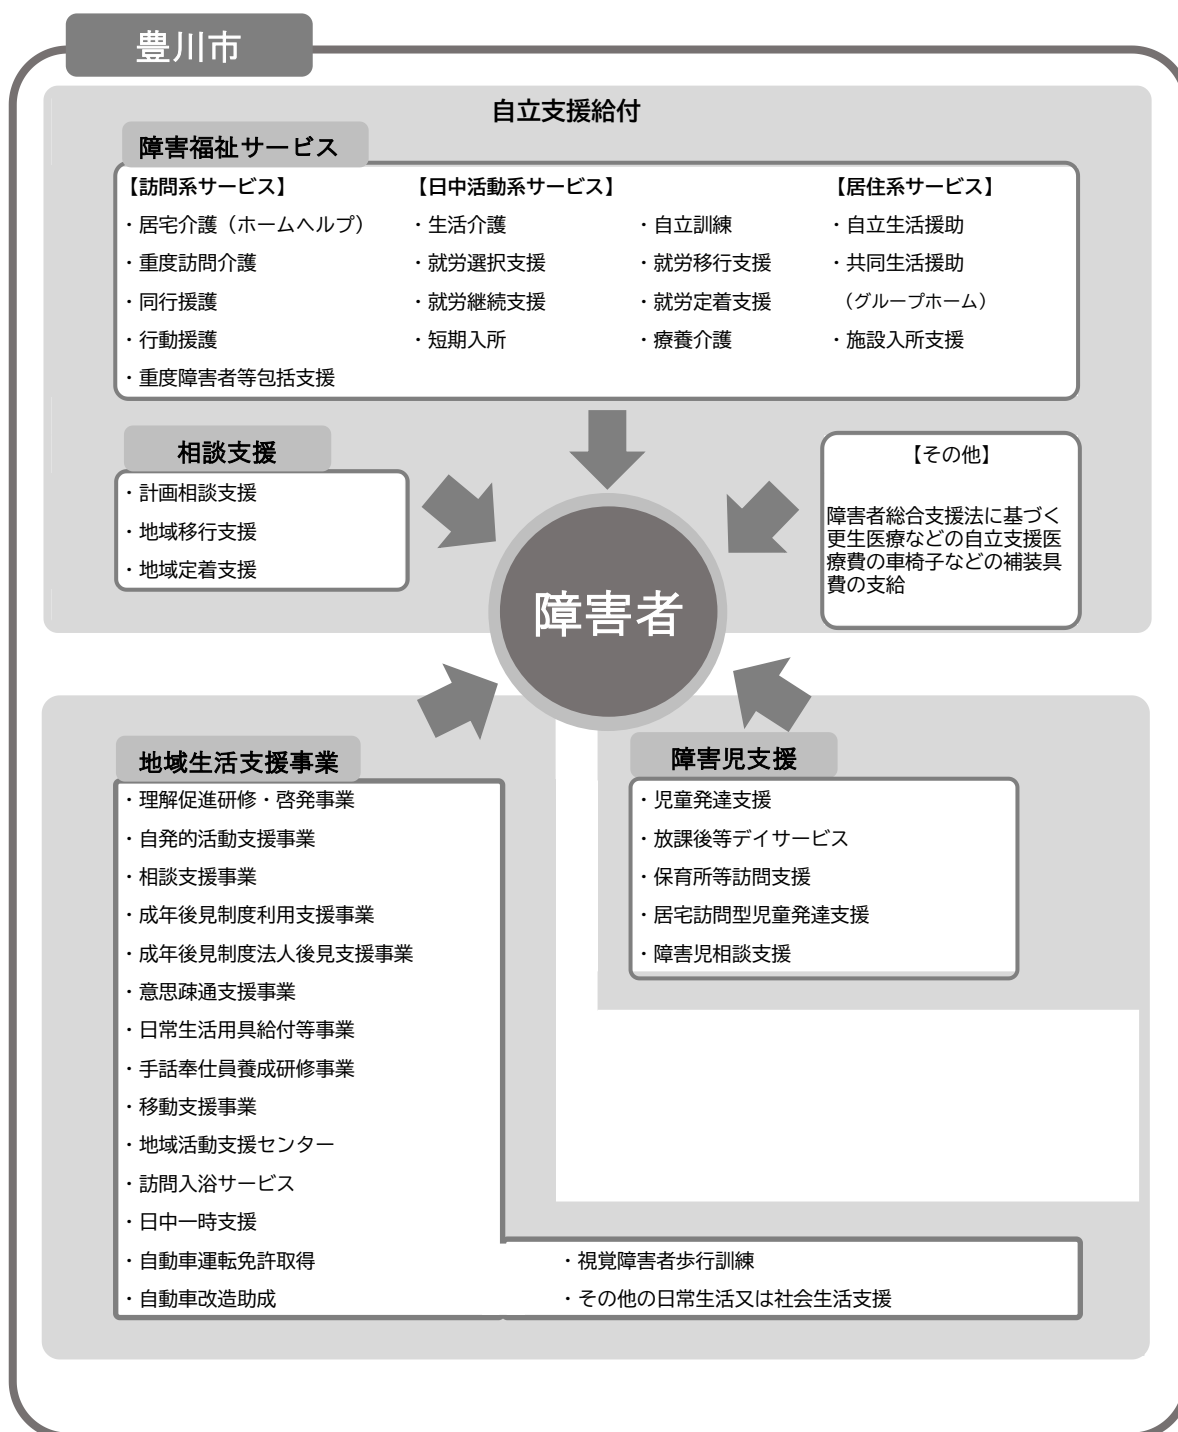 豊川市
自立支援給付
障害福祉サービス
【訪問系サービス】
・居宅介護（ホームヘルプ）
・重度訪問介護
・同行援護
・行動援護
・重度障害者等包括支援
【日中活動系サービス】
・生活介護
・就労選択支援
・就労継続支援
・短期入所
・自立訓練
・就労移行支援
・就労定着支援
・療養介護
【居住系サービス】
・自立生活援助
・共同生活援助
（グループホーム）
・施設入所支援
相談支援
・計画相談支援
・地域移行支援
・地域定着支援
【その他】
障害者総合支援法に基づく
更生医療などの自立支援医
療費の車椅子などの補装具
費の支給
障害者
地域生活支援事業
・理解促進研修・啓発事業
・自発的活動支援事業
・相談支援事業
・成年後見制度利用支援事業
・成年後見制度法人後見支援事業
・意思疎通支援事業
・日常生活用具給付等事業
・手話奉仕員養成研修事業
・移動支援事業
・地域活動支援センター
・訪問入浴サービス
・日中一時支援
・自動車運転免許取得
・自動車改造助成
・視覚障害者歩行訓練
・その他の日常生活又は社会生活支援
障害児支援
・児童発達支援
・放課後等デイサービス
・保育所等訪問支援
・居宅訪問型児童発達支援
・障害児相談支援